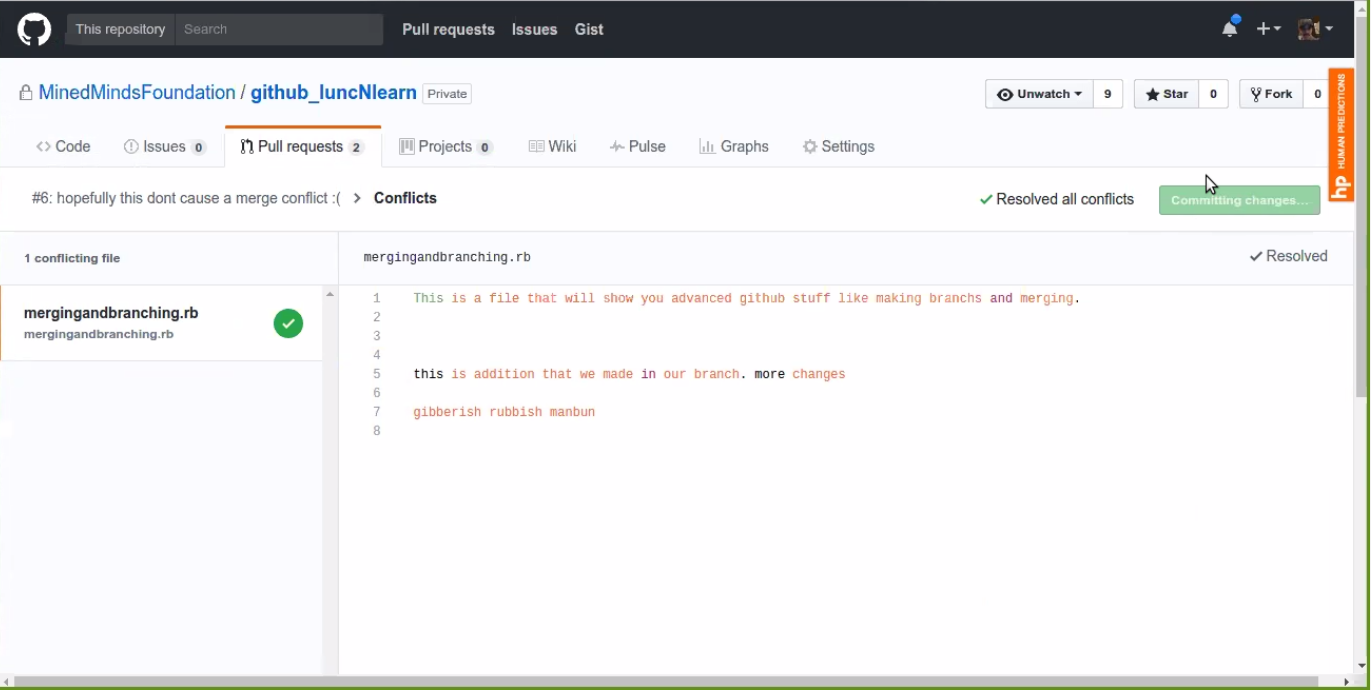 This repository Search Pull requests Issues Gist
MinedMindsFoundation / github_luncNlearn Private Unwatch 9 Star 0 Fork 0
Code Issues 0 Pull requests 2 Projects 0 Wiki Pulse Graphs Settings
#6: hopefully this dont cause a merge conflict :( > Conflicts Resolved all conflicts Committing changes...
1 conflicting file
mergingandbranching.rb
mergingandbranching.rb
mergingandbranching.rb Resolved
1 This is a file that will show you advanced github stuff like making branchs and merging.
2
3
4
5 this is addition that we made in our branch. more changes
6
7 gibberish rubbish manbun
8
hp HUMAN PREDICTIONS